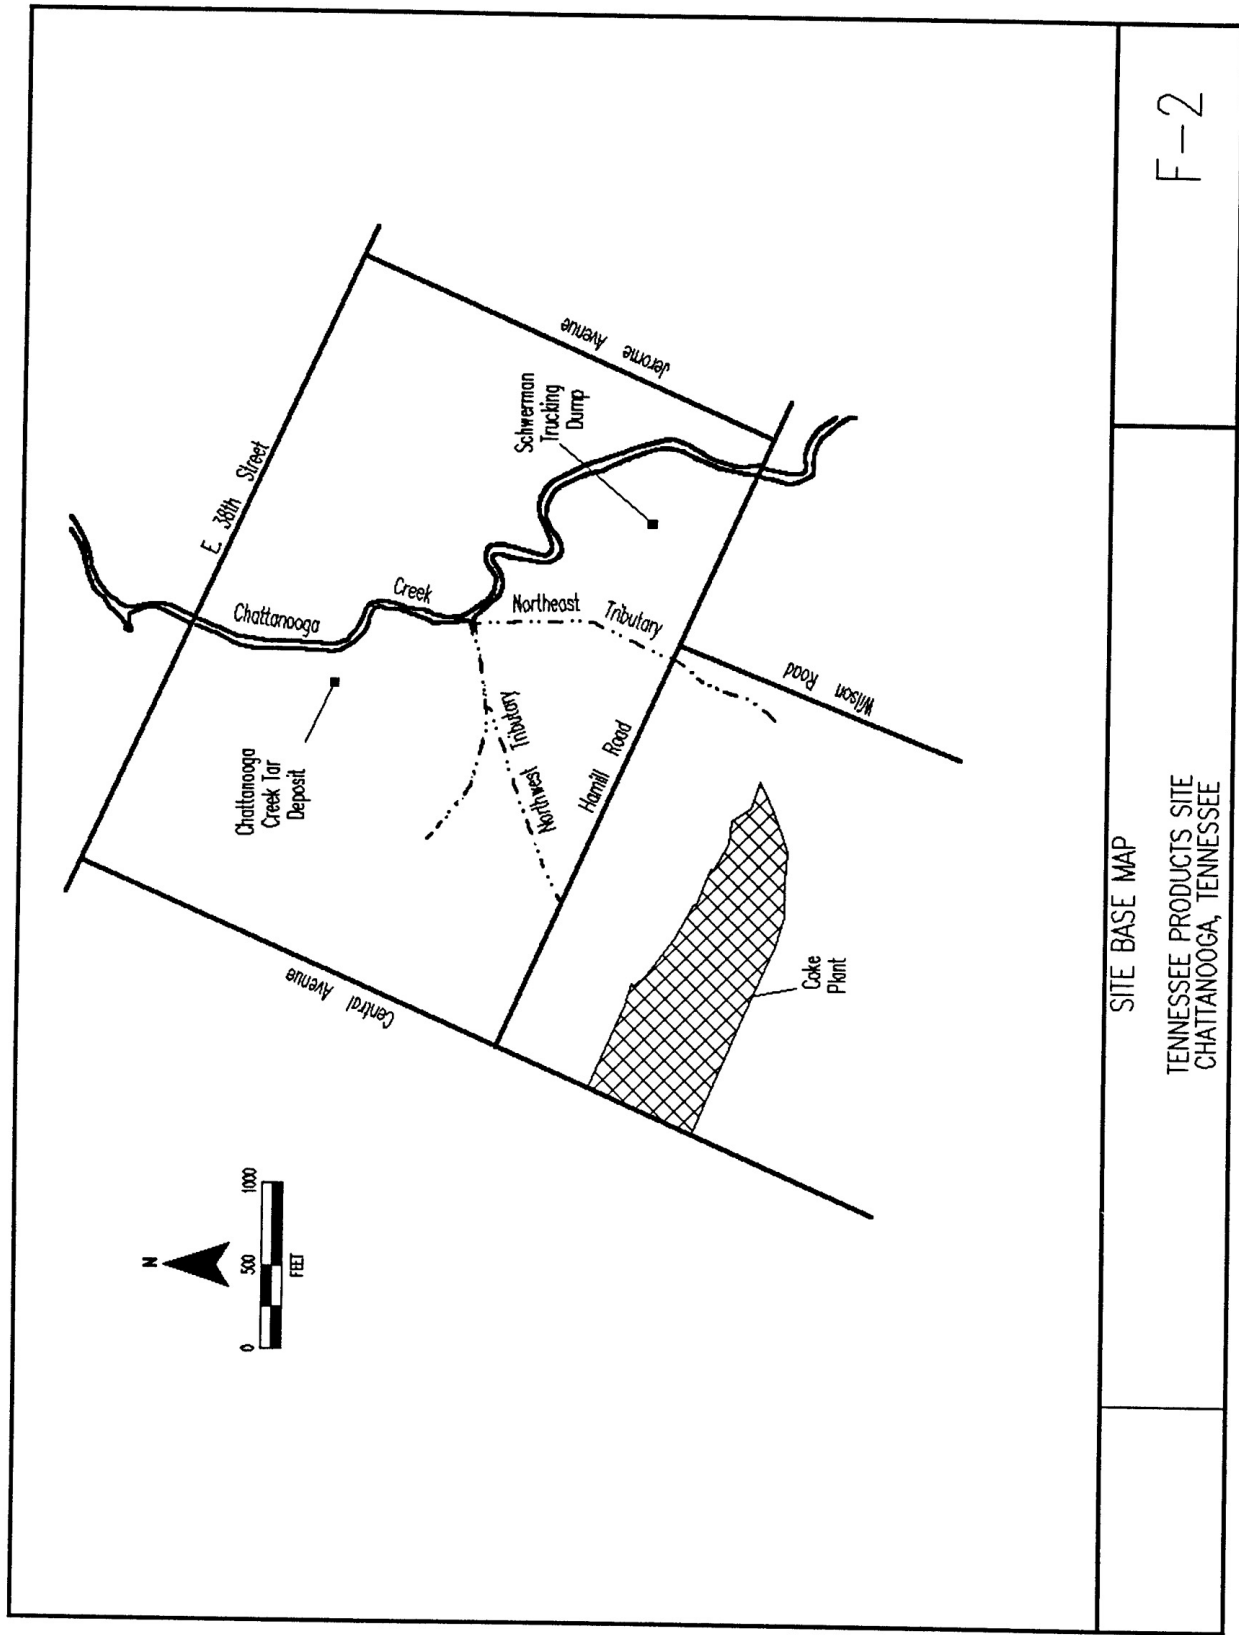 N
0 500 1000
FEET
E. 38th Street
Chattanooga Creek
Chattanooga
Creek Tar
Deposit
Schwerman
Trucking
Dump
Jerome Avenue
Northeast Tributary
Northwest Tributary
Hamill Road
Wilson Road
Central Avenue
Coke
Plant
SITE BASE MAP
TENNESSEE PRODUCTS SITE
CHATTANOOGA, TENNESSEE
F-2